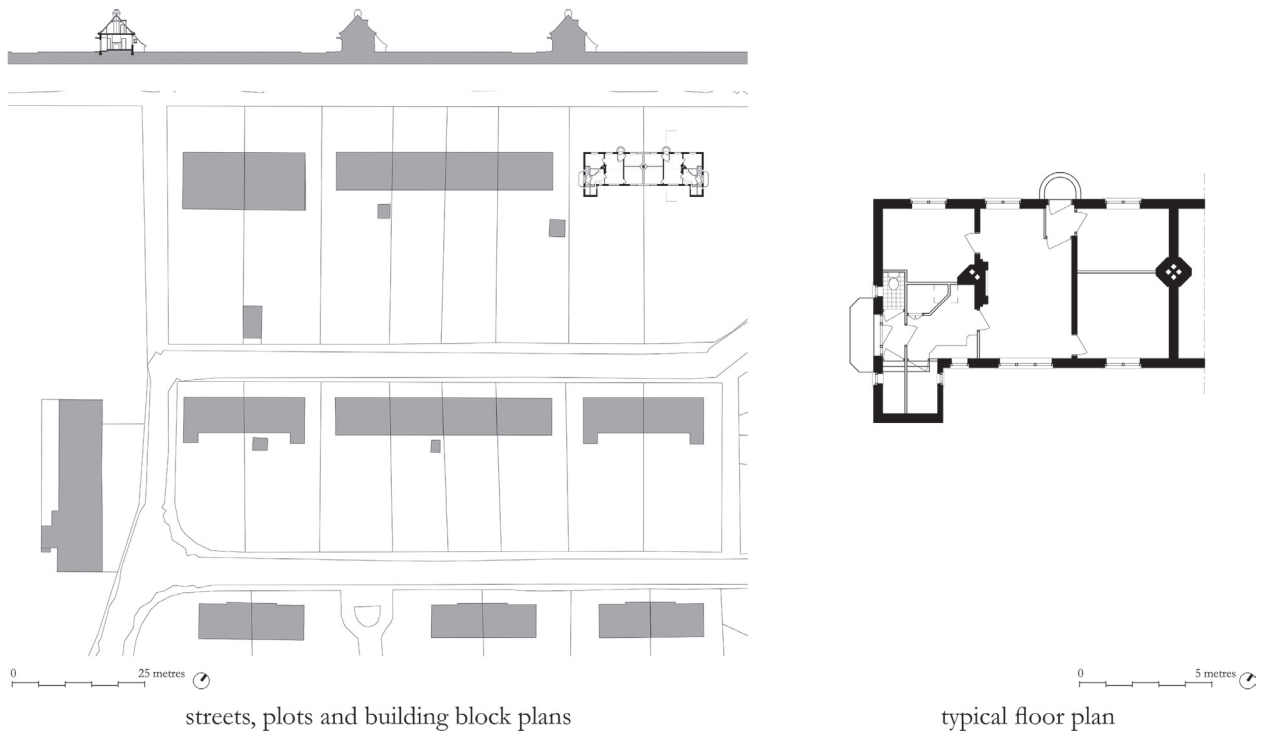 0 25 metres
streets, plots and building block plans
0 5 metres
typical floor plan